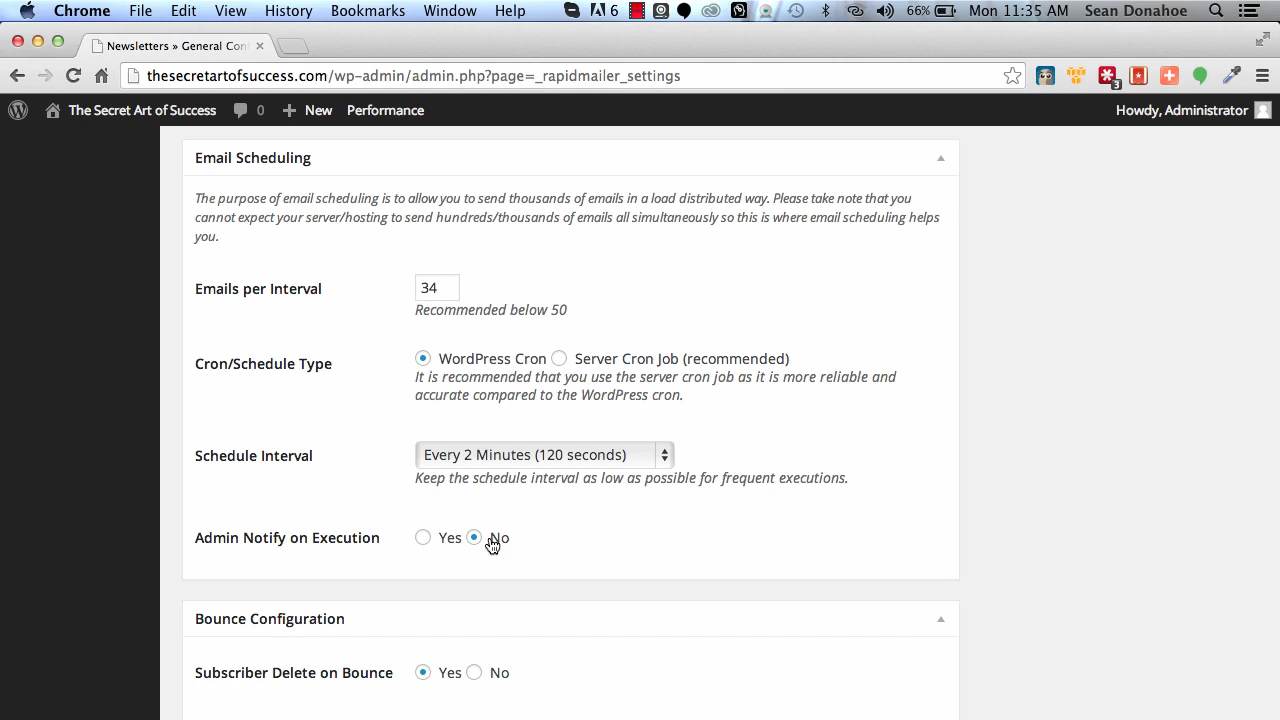 Chrome File Edit View History Bookmarks Window Help 6 66% Mon 11:35 AM Sean Donahoe
Newsletters » General Con
thesecretartofsuccess.com/wp-admin/admin.php?page=_rapidmailer_settings 3
The Secret Art of Success 0 New Performance Howdy, Administrator
Email Scheduling
The purpose of email scheduling is to allow you to send thousands of emails in a load distributed way. Please take note that you
cannot expect your server/hosting to send hundreds/thousands of emails all simultaneously so this is where email scheduling helps
you.
Emails per Interval 34
Recommended below 50
Cron/Schedule Type WordPress Cron Server Cron Job (recommended)
It is recommended that you use the server cron job as it is more reliable and
accurate compared to the WordPress cron.
Schedule Interval Every 2 Minutes (120 seconds)
Keep the schedule interval as low as possible for frequent executions.
Admin Notify on Execution Yes No
Bounce Configuration
Subscriber Delete on Bounce Yes No